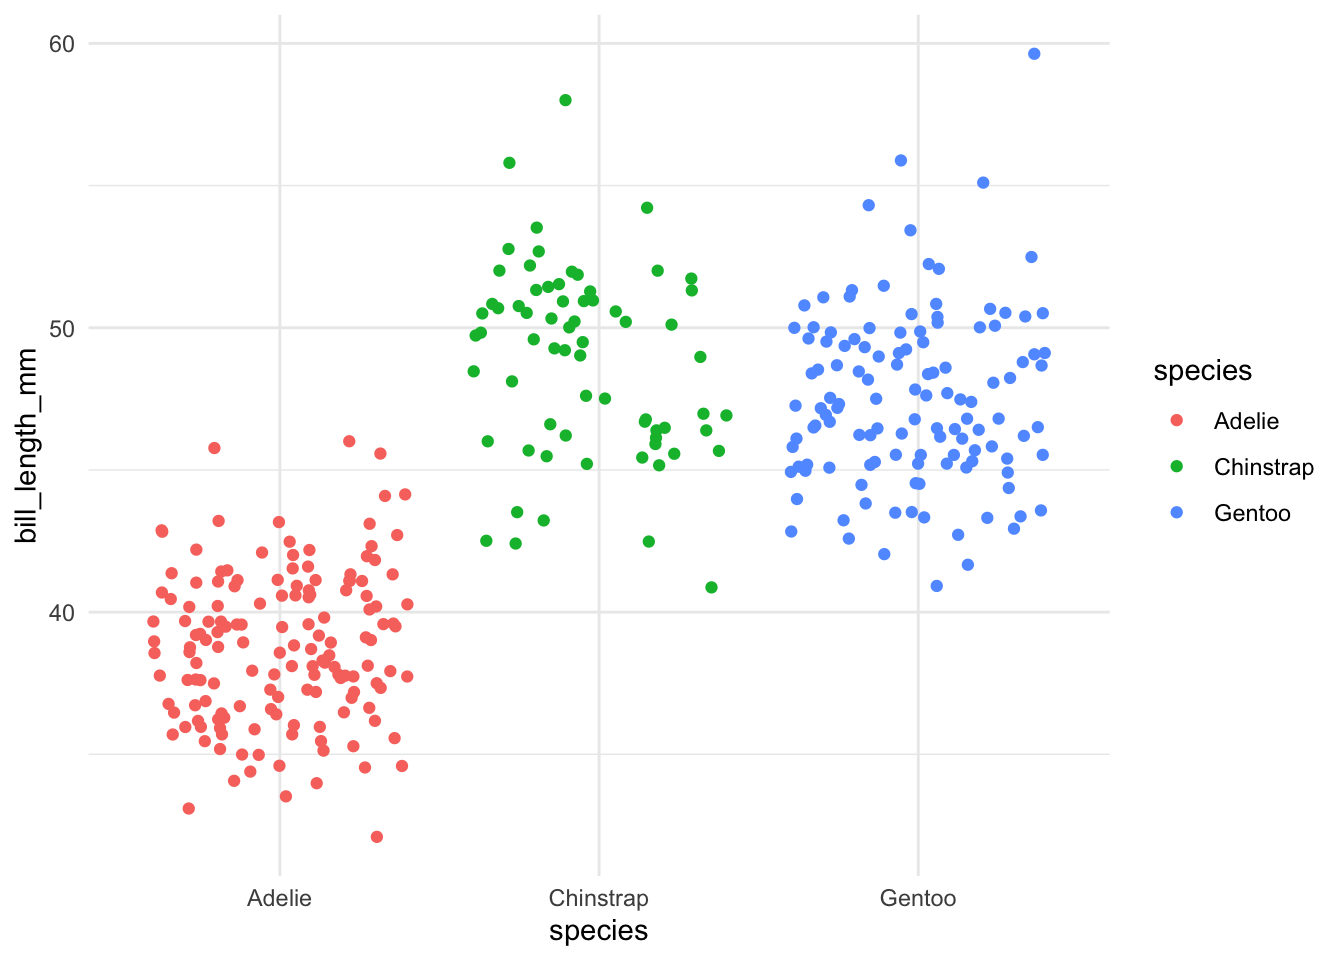 60
50
40
bill_length_mm
Adelie
Chinstrap
Gentoo
species
species
Adelie
Chinstrap
Gentoo